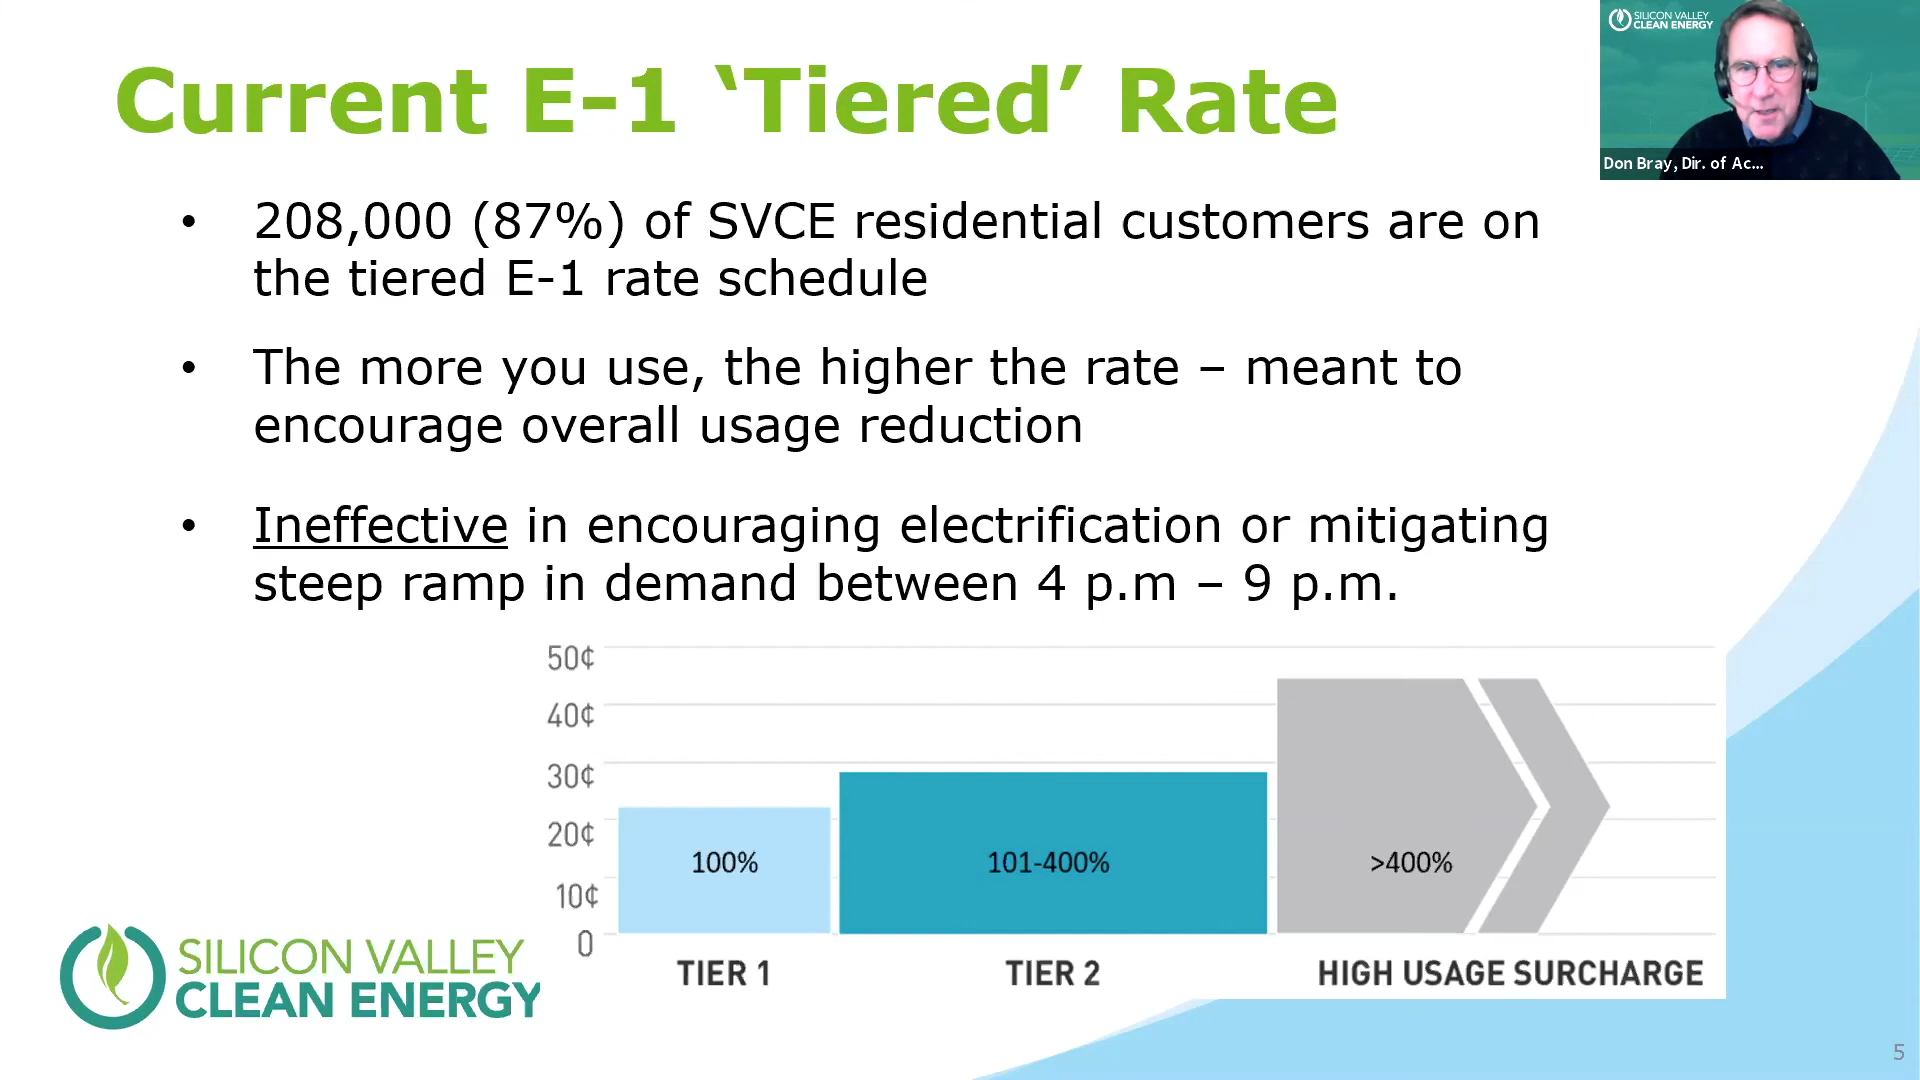 Current E-1 ‘Tiered’ Rate
SILICON VALLEY
CLEAN ENERGY
Don Bray, Dir. of Ac...
• 208,000 (87%) of SVCE residential customers are on
the tiered E-1 rate schedule
• The more you use, the higher the rate – meant to
encourage overall usage reduction
• Ineffective in encouraging electrification or mitigating
steep ramp in demand between 4 p.m – 9 p.m.
50¢
40¢
30¢
20¢
10¢
0
100%
101-400%
>400%
TIER 1
TIER 2
HIGH USAGE SURCHARGE
SILICON VALLEY
CLEAN ENERGY
5